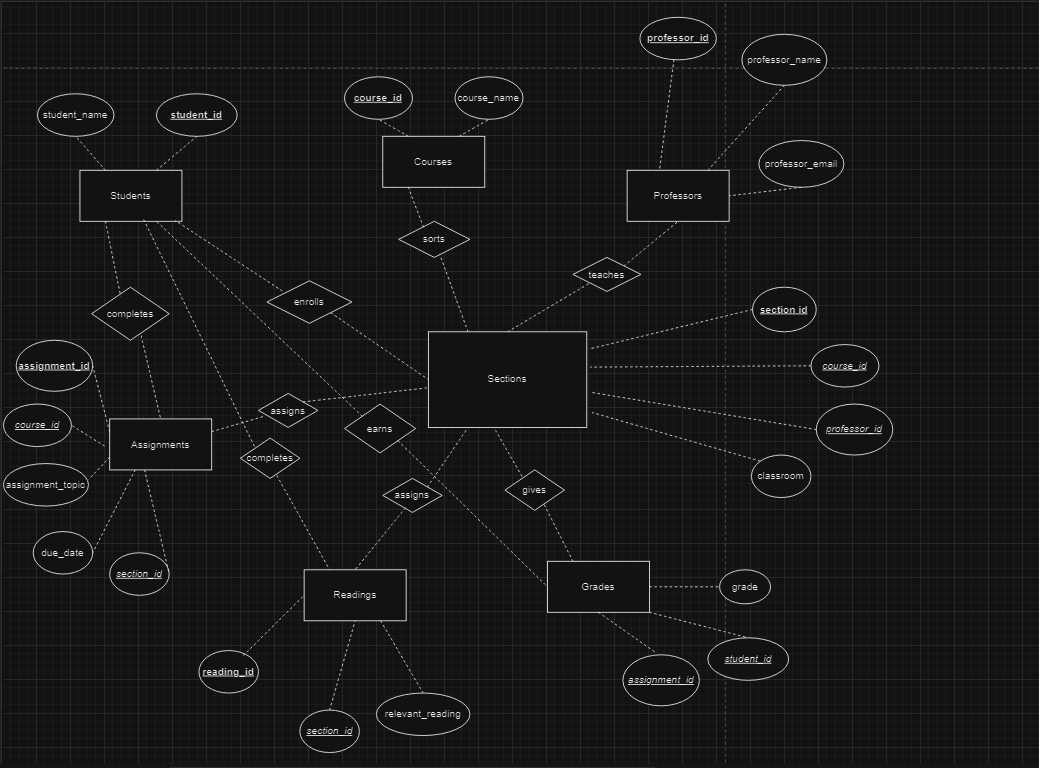 professor_id
professor_name
course_id
course_name
student_name
student_id
Courses
professor_email
Students
Professors
sorts
teaches
enrolls
section id
completes
assignment_id
course_id
Sections
assigns
course_id
earns
professor_id
Assignments
completes
classroom
assignment_topic
assigns
gives
due_date
section_id
Readings
Grades
grade
reading_id
student_id
assignment_id
relevant_reading
section_id